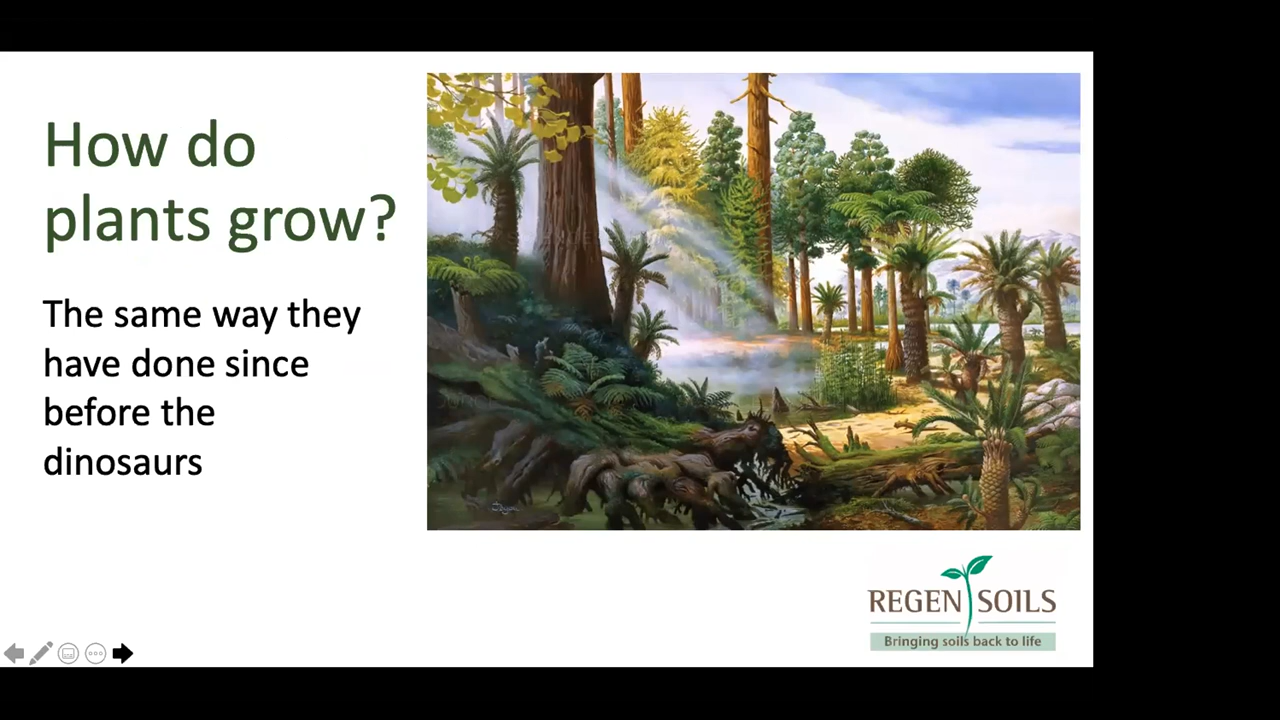 How do
plants grow?
The same way they
have done since
before the
dinosaurs
REGEN SOILS
Bringing soils back to life